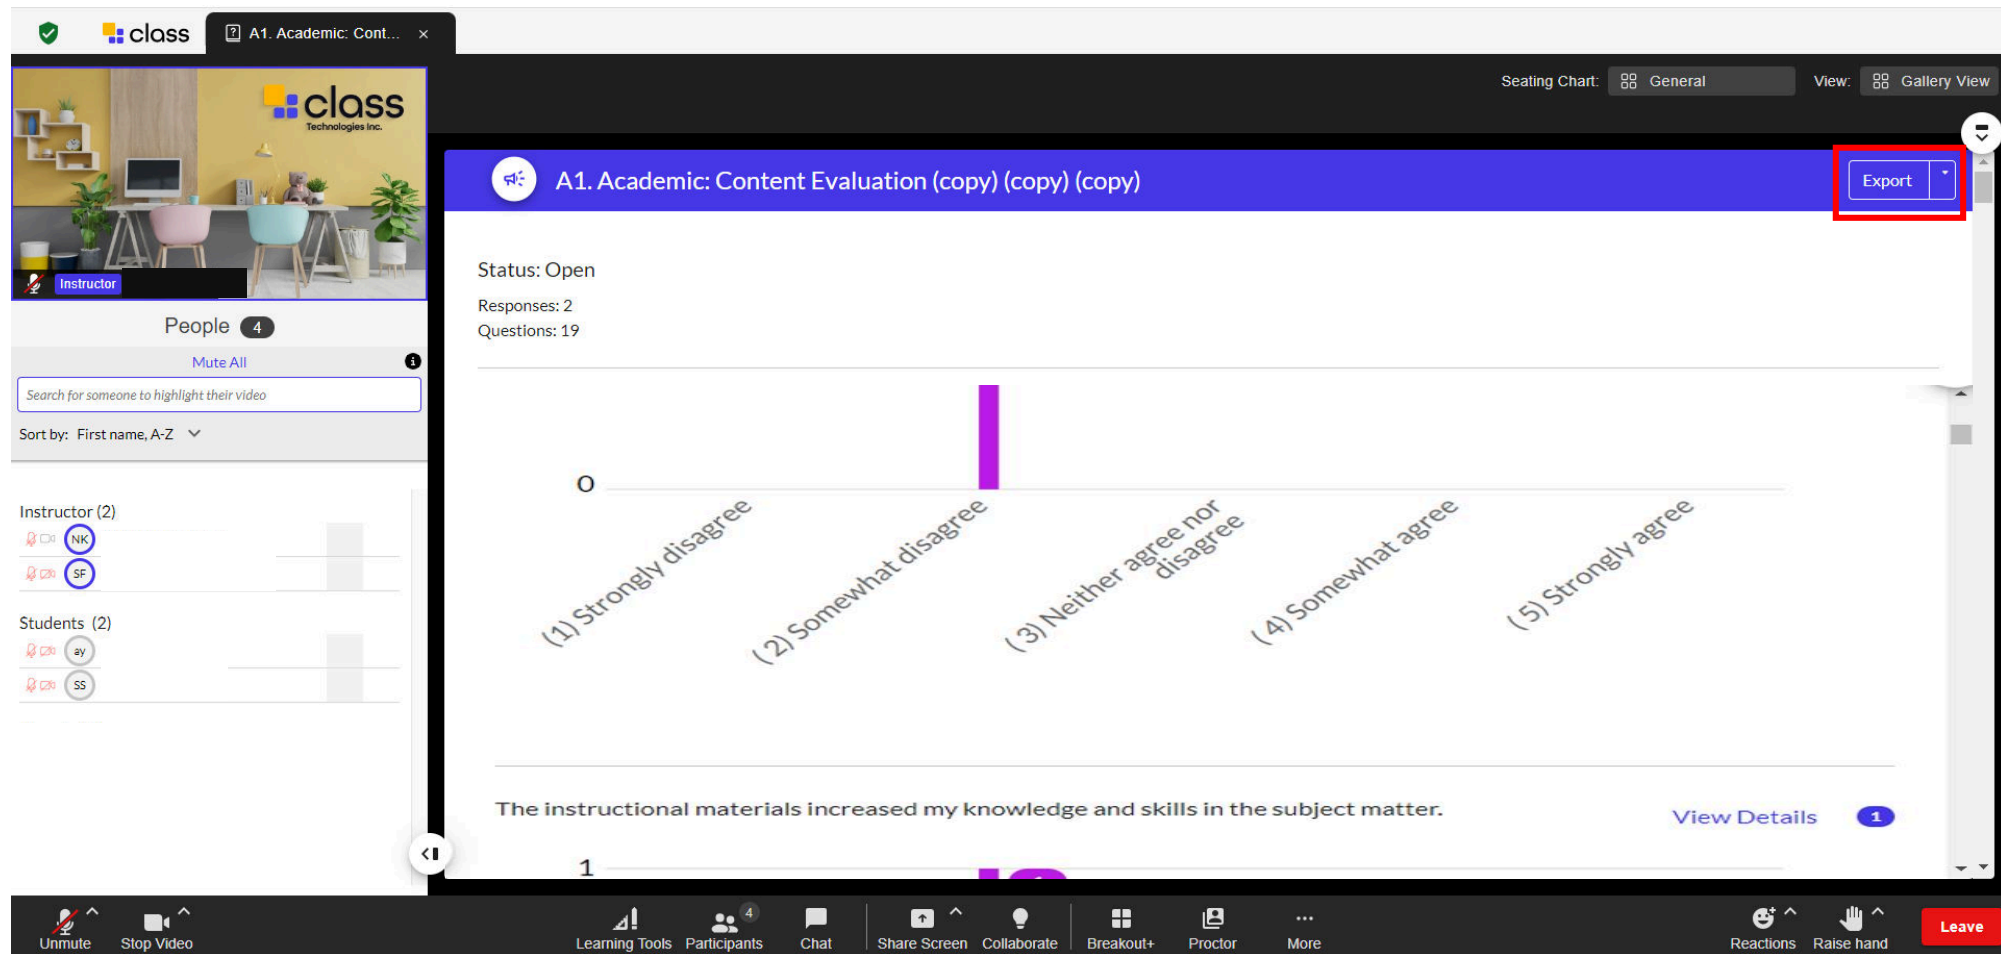 class
A1. Academic: Cont...
class
Technologies Inc.
Seating Chart: General
View: Gallery View
A1. Academic: Content Evaluation (copy) (copy) (copy)
Export
Instructor
Status: Open
Responses: 2
Questions: 19
People 4
Mute All
Search for someone to highlight their video
Sort by: First name, A-Z
Instructor (2)
NK
SF
Students (2)
ay
SS
0
(1) Strongly disagree
(2) Somewhat disagree
(3) Neither agree nor
disagree
(4) Somewhat agree
(5) Strongly agree
The instructional materials increased my knowledge and skills in the subject matter.
View Details 1
1
Unmute
Stop Video
Learning Tools
4
Participants
Chat
Share Screen
Collaborate
Breakout+
Proctor
More
Reactions
Raise hand
Leave